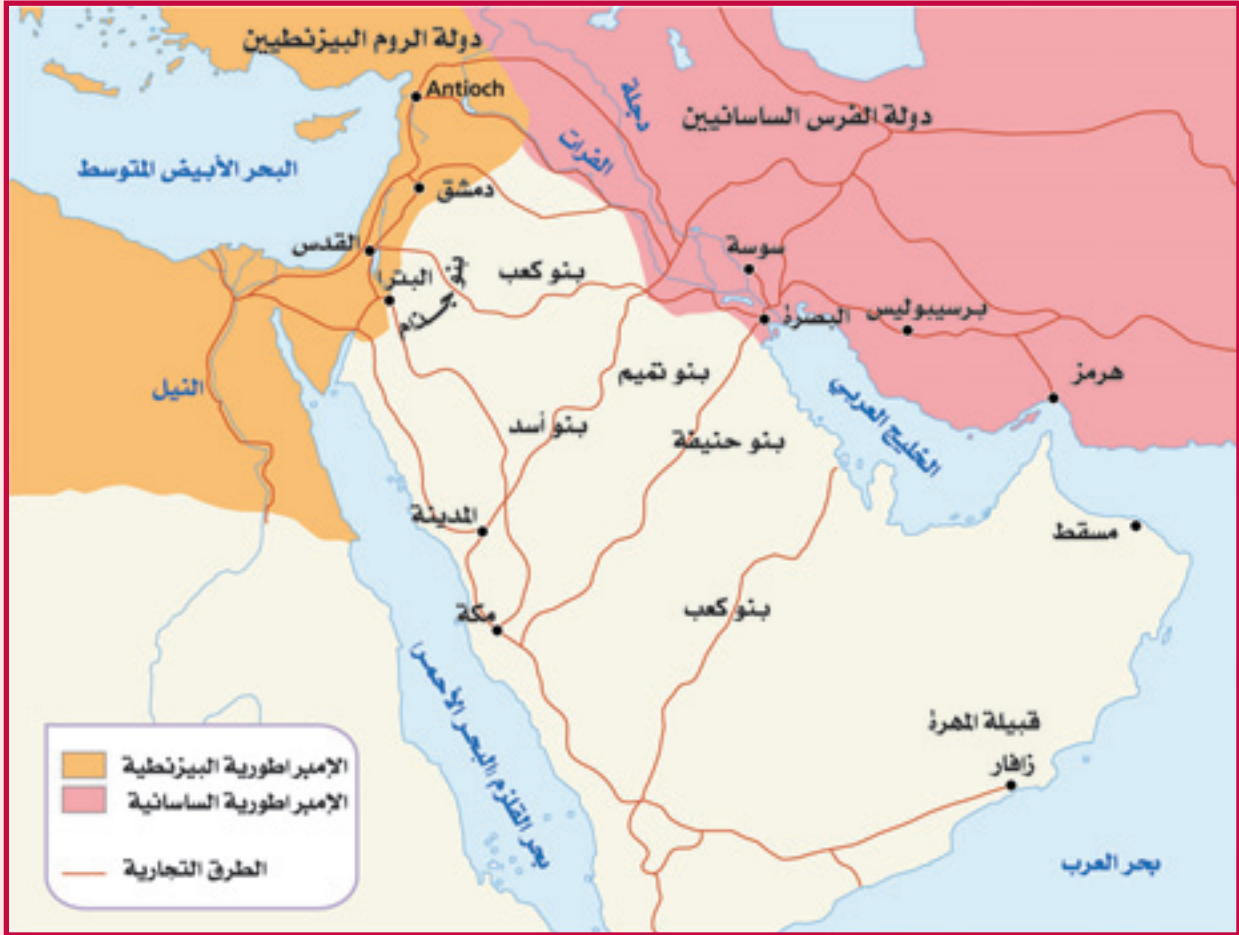 دولة الروم البيزنطيين
Antioch
دجلة
دولة الفرس الساسانيين
الفرات
البحر الأبيض المتوسط
دمشق
القدس
سوسة
بنو كعب
البترا
بنو جذام
البصرة
برسيبوليس
هرمز
النيل
بنو تميم
الخليج العربي
بنو أسد
بنو حنيفة
المدينة
مسقط
مكة
بنو كعب
بحر القلزم (البحر الأحمر)
قبيلة المهرة
زافار
بحر العرب
الإمبراطورية البيزنطية
الإمبراطورية الساسانية
الطرق التجارية